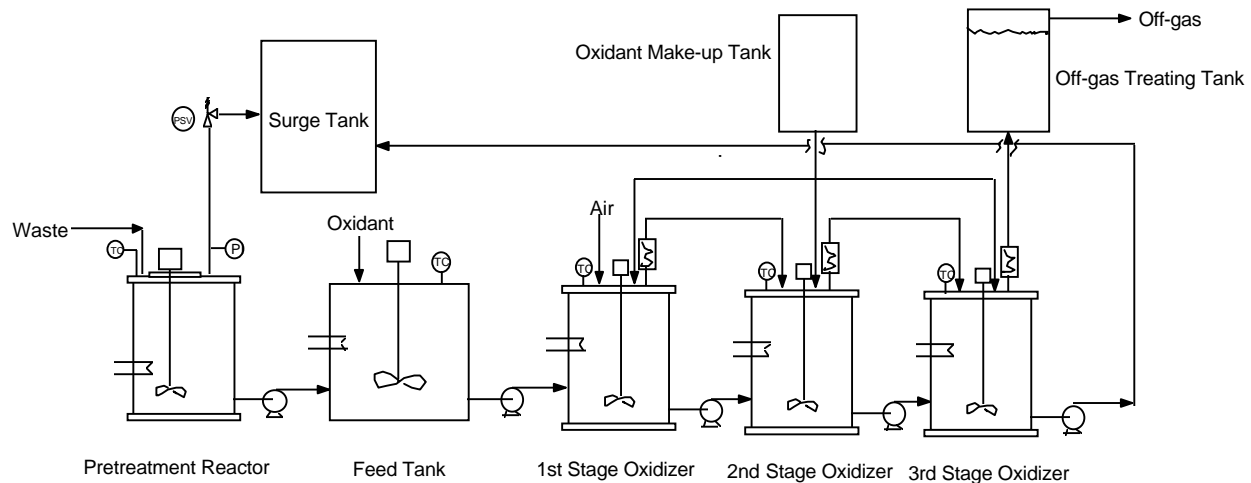 Off-gas
Oxidant Make-up Tank
Off-gas Treating Tank
PSV
Surge Tank
Waste
Oxidant
Air
TC
P
TC
TC
TC
TC
Pretreatment Reactor
Feed Tank
1st Stage Oxidizer
2nd Stage Oxidizer
3rd Stage Oxidizer